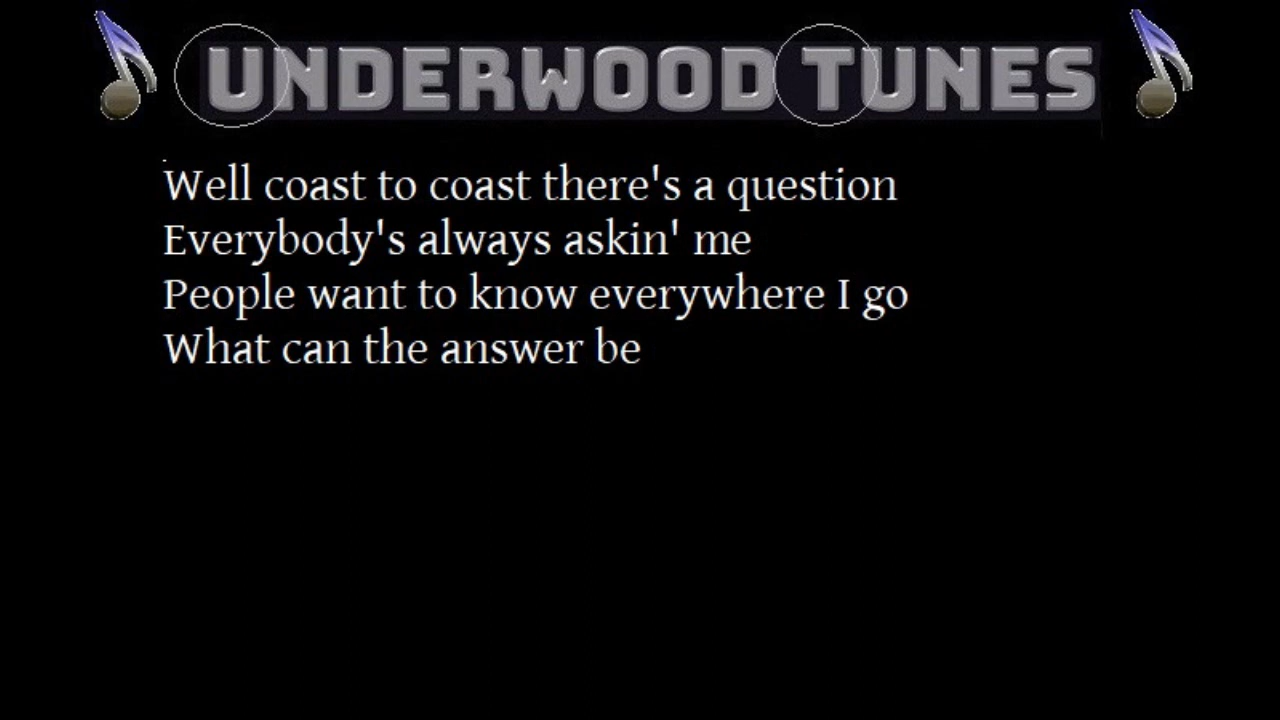 UNDERWOOD TUNES
Well coast to coast there's a question
Everybody's always askin' me
People want to know everywhere I go
What can the answer be